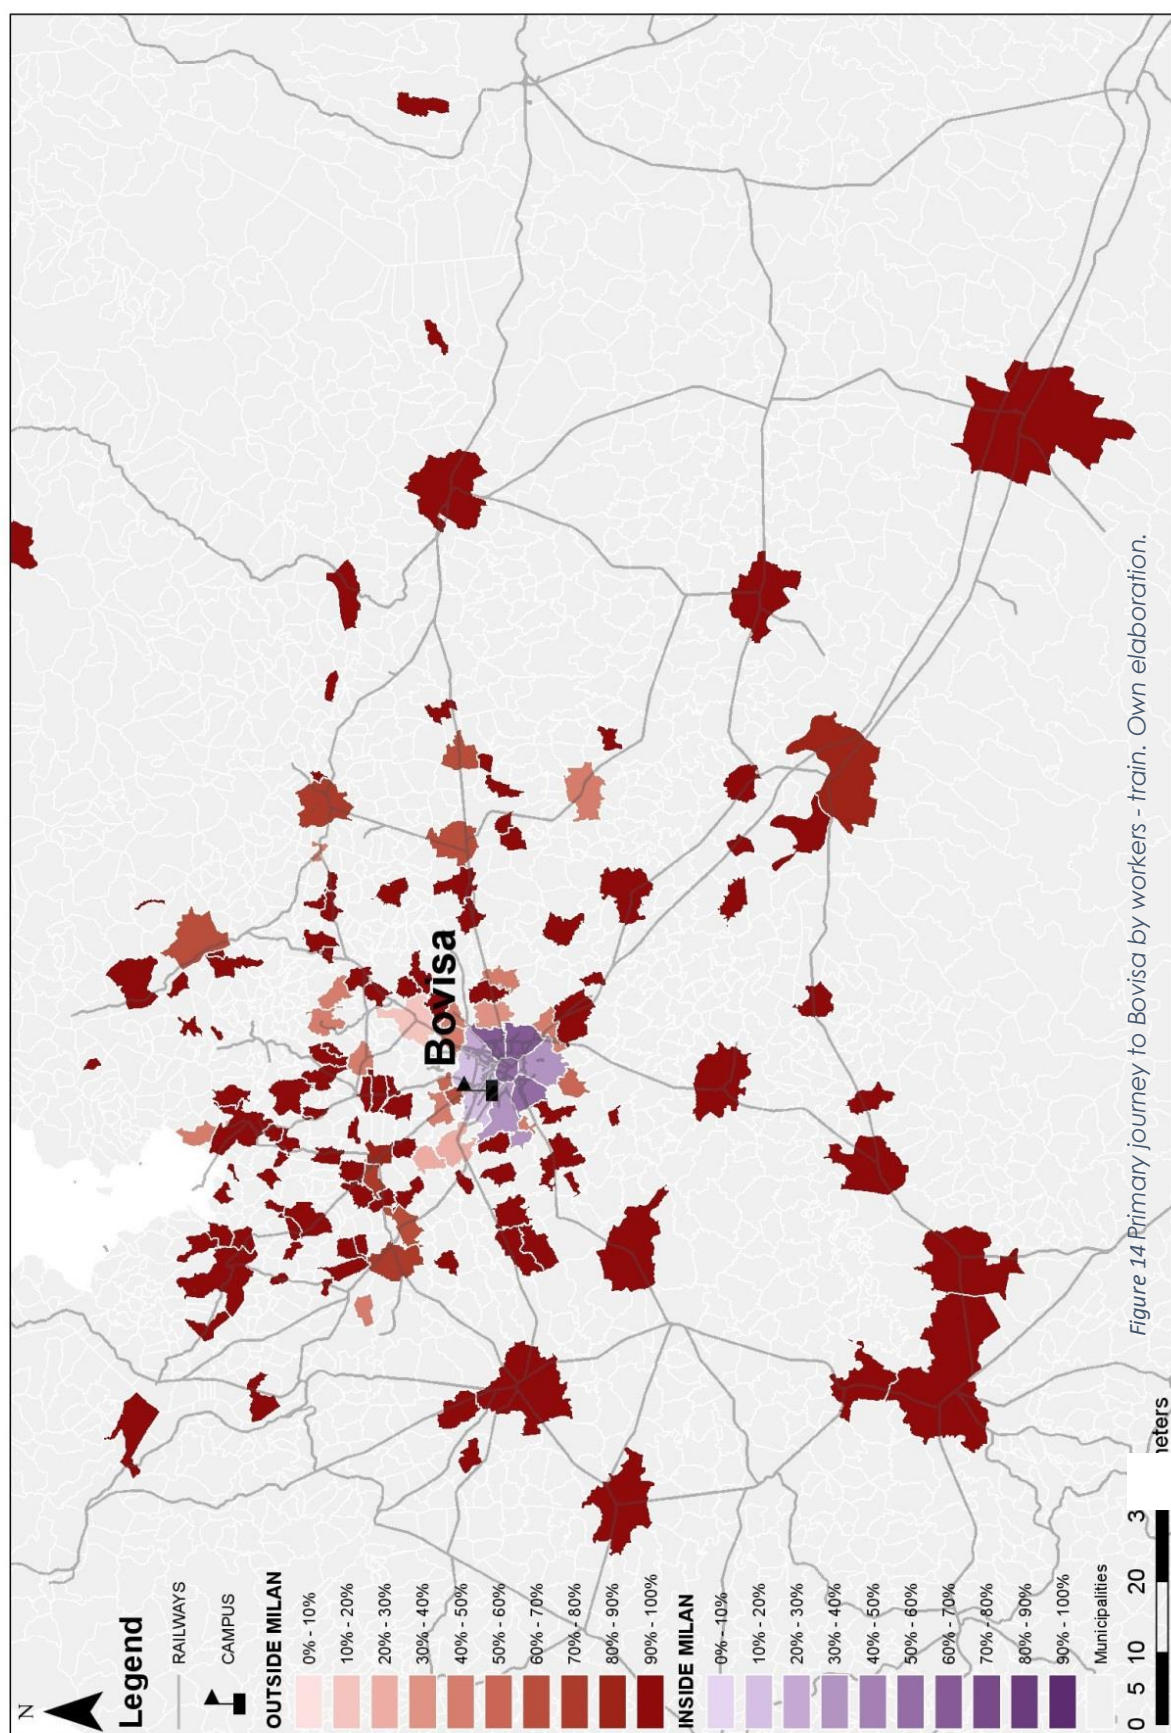 N
Legend
RAILWAYS
CAMPUS
OUTSIDE MILAN
0% - 10%
10% - 20%
20% - 30%
30% - 40%
40% - 50%
50% - 60%
60% - 70%
70% - 80%
80% - 90%
90% - 100%
INSIDE MILAN
0% - 10%
10% - 20%
20% - 30%
30% - 40%
40% - 50%
50% - 60%
60% - 70%
70% - 80%
80% - 90%
90% - 100%
Municipalities
0 5 10 20 3
Bovisa
Figure 14 Primary journey to Bovisa by workers - train. Own elaboration.